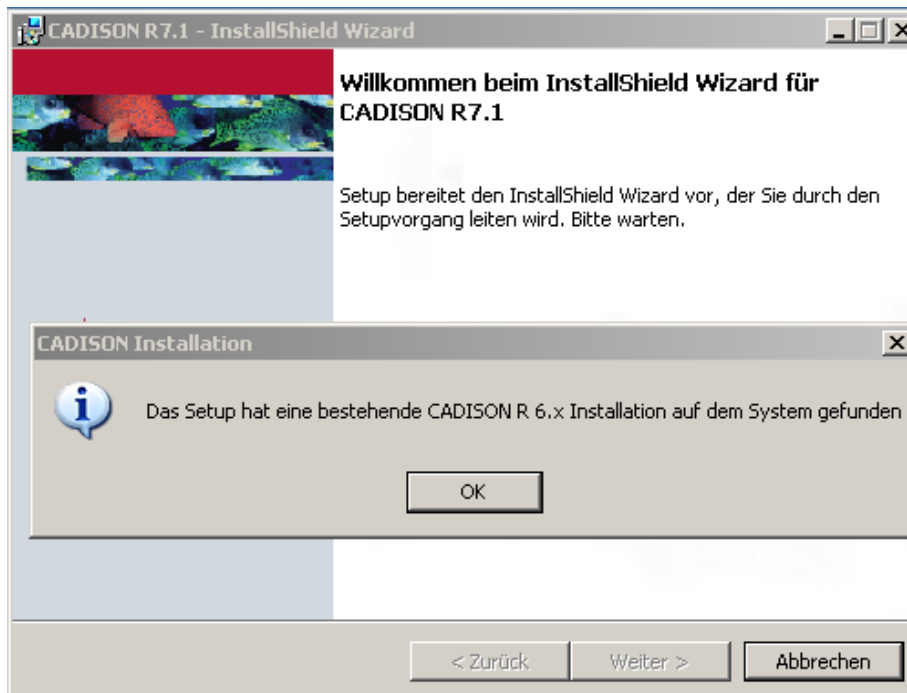 CADISON R7.1 - InstallShield Wizard
Willkommen beim InstallShield Wizard für
CADISON R7.1
Setup bereitet den InstallShield Wizard vor, der Sie durch den
Setupvorgang leiten wird. Bitte warten.
CADISON Installation
Das Setup hat eine bestehende CADISON R 6.x Installation auf dem System gefunden
OK
< Zurück
Weiter >
Abbrechen